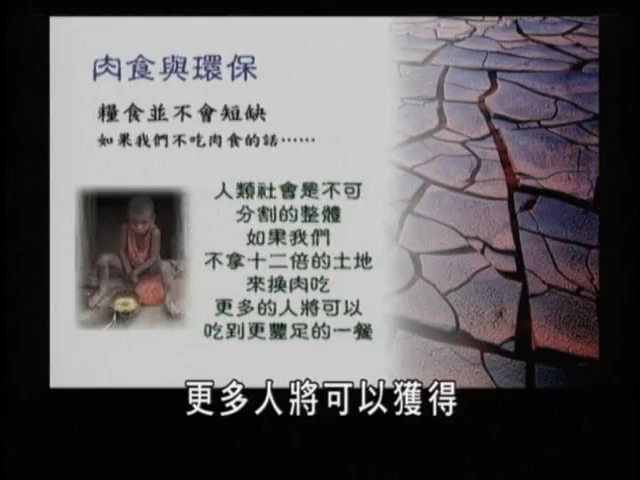 肉食與環保
糧食並不會短缺
如果我們不吃肉食的話⋯⋯
人類社會是不可
分割的整體
如果我們
不拿十二倍的土地
來換肉吃
更多的人將可以
吃到更豐足的一餐
更多人將可以獲得